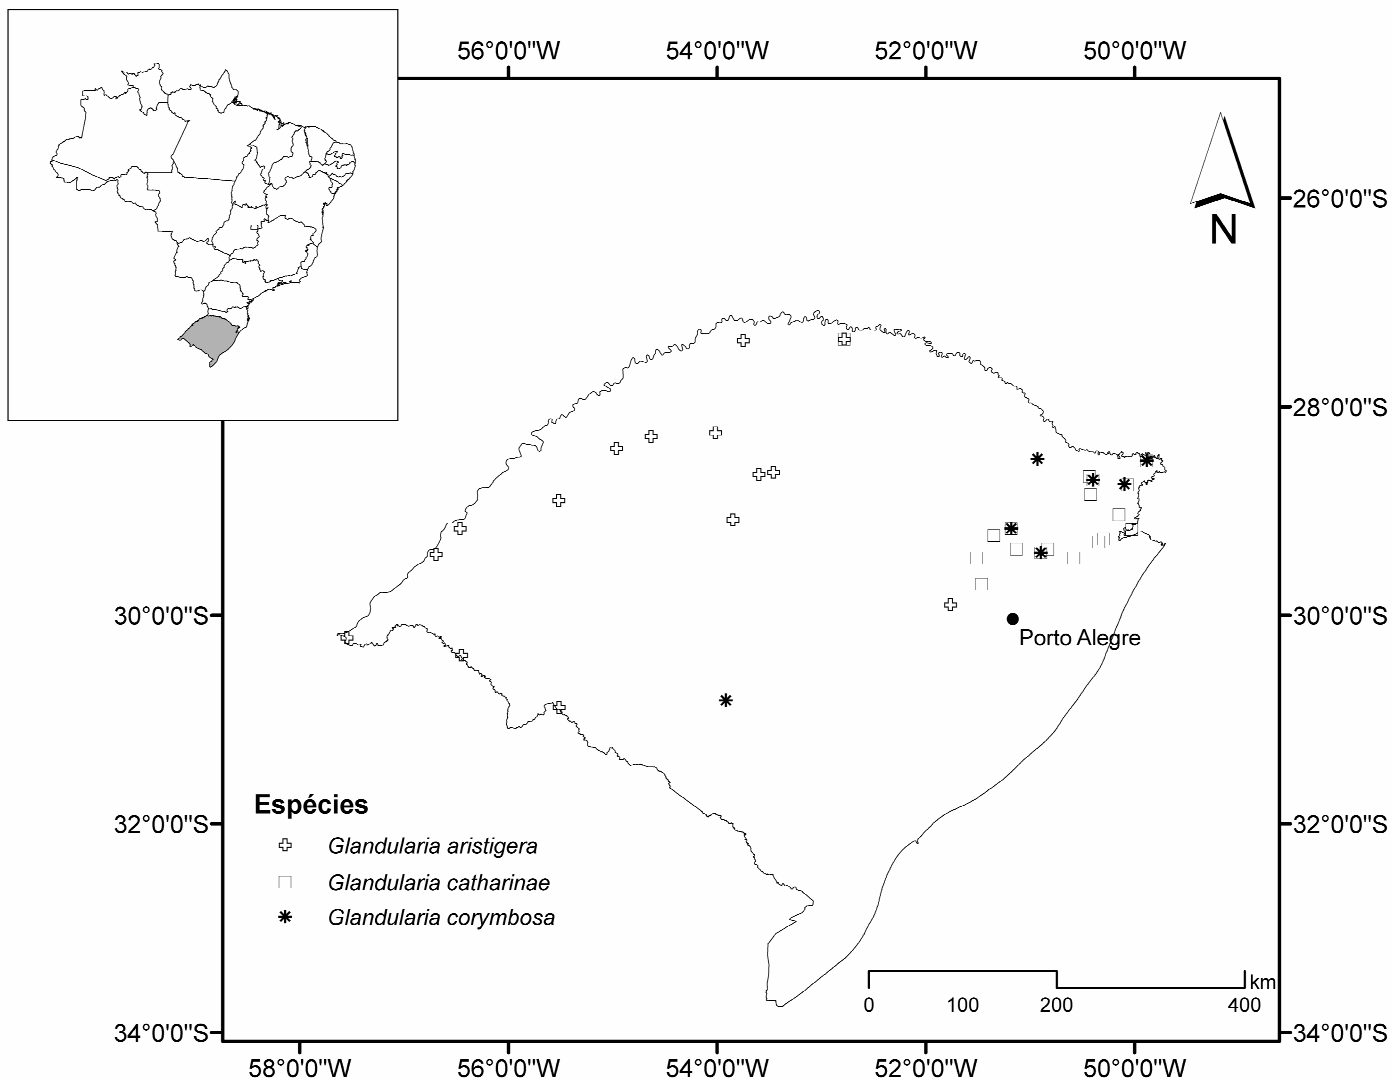 56°0'0"W 54°0'0"W 52°0'0"W 50°0'0"W
N
26°0'0"S
28°0'0"S
30°0'0"S 30°0'0"S
Porto Alegre
Espécies
32°0'0"S 32°0'0"S
Glandularia aristigera
Glandularia catharinae
Glandularia corymbosa
km
0 100 200 400
34°0'0"S 34°0'0"S
58°0'0"W 56°0'0"W 54°0'0"W 52°0'0"W 50°0'0"W